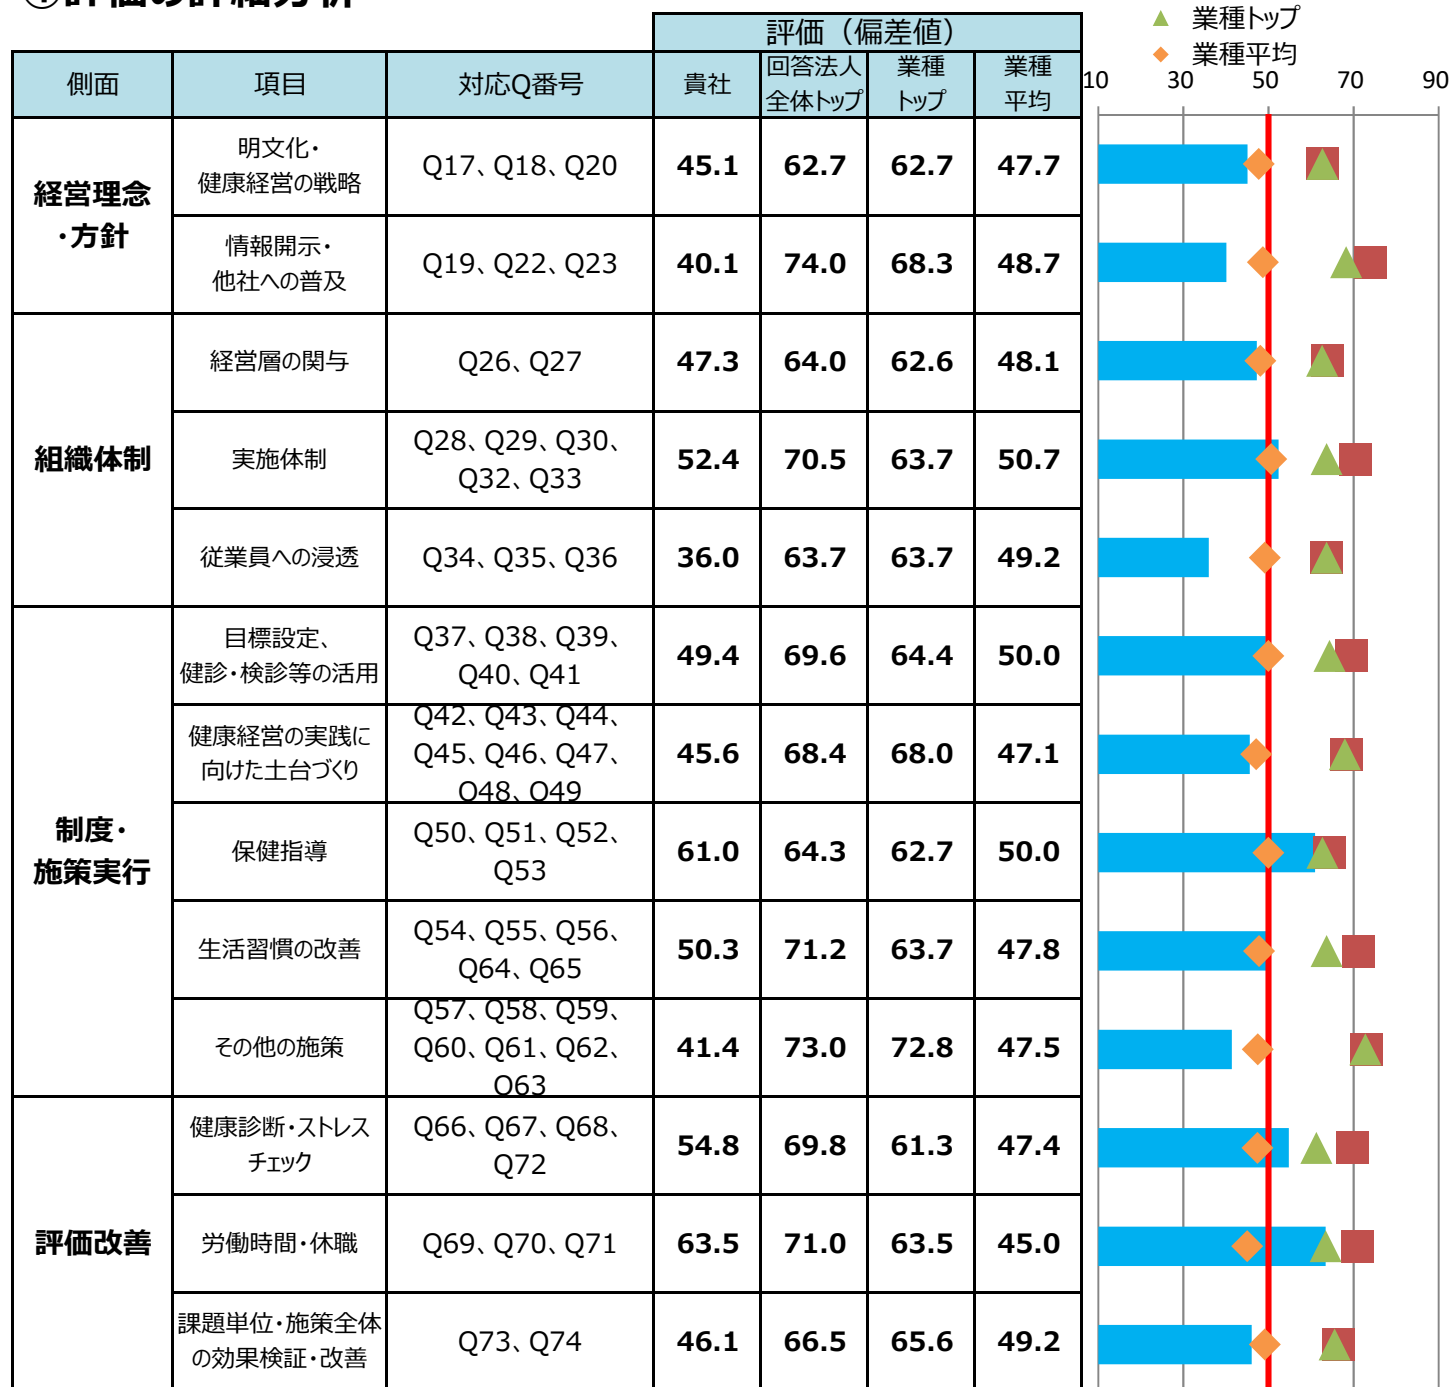 ①評価の詳細分析
業種トップ
業種平均
評価（偏差値）
側面 項目 対応Q番号 貴社 回答法人 業種 業種
全体トップ トップ 平均
10 30 50 70 90
経営理念
・方針
明文化・
健康経営の戦略
Q17、Q18、Q20 45.1 62.7 62.7 47.7
情報開示・
他社への普及
Q19、Q22、Q23 40.1 74.0 68.3 48.7
組織体制
経営層の関与 Q26、Q27 47.3 64.0 62.6 48.1
実施体制
Q28、Q29、Q30、
Q32、Q33
52.4 70.5 63.7 50.7
従業員への浸透 Q34、Q35、Q36 36.0 63.7 63.7 49.2
制度・
施策実行
目標設定、
健診・検診等の活用
Q37、Q38、Q39、
Q40、Q41
49.4 69.6 64.4 50.0
健康経営の実践に
向けた土台づくり
Q42、Q43、Q44、
Q45、Q46、Q47、
Q48、Q49
45.6 68.4 68.0 47.1
保健指導
Q50、Q51、Q52、
Q53
61.0 64.3 62.7 50.0
生活習慣の改善
Q54、Q55、Q56、
Q64、Q65
50.3 71.2 63.7 47.8
その他の施策
Q57、Q58、Q59、
Q60、Q61、Q62、
Q63
41.4 73.0 72.8 47.5
評価改善
健康診断・ストレス
チェック
Q66、Q67、Q68、
Q72
54.8 69.8 61.3 47.4
労働時間・休職 Q69、Q70、Q71 63.5 71.0 63.5 45.0
課題単位・施策全体
の効果検証・改善
Q73、Q74 46.1 66.5 65.6 49.2